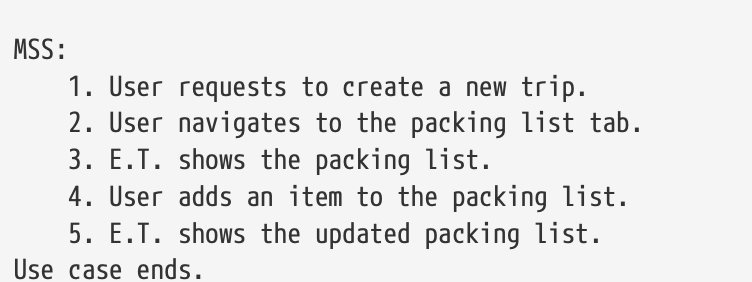 MSS:
1. User requests to create a new trip.
2. User navigates to the packing list tab.
3. E.T. shows the packing list.
4. User adds an item to the packing list.
5. E.T. shows the updated packing list.
Use case ends.